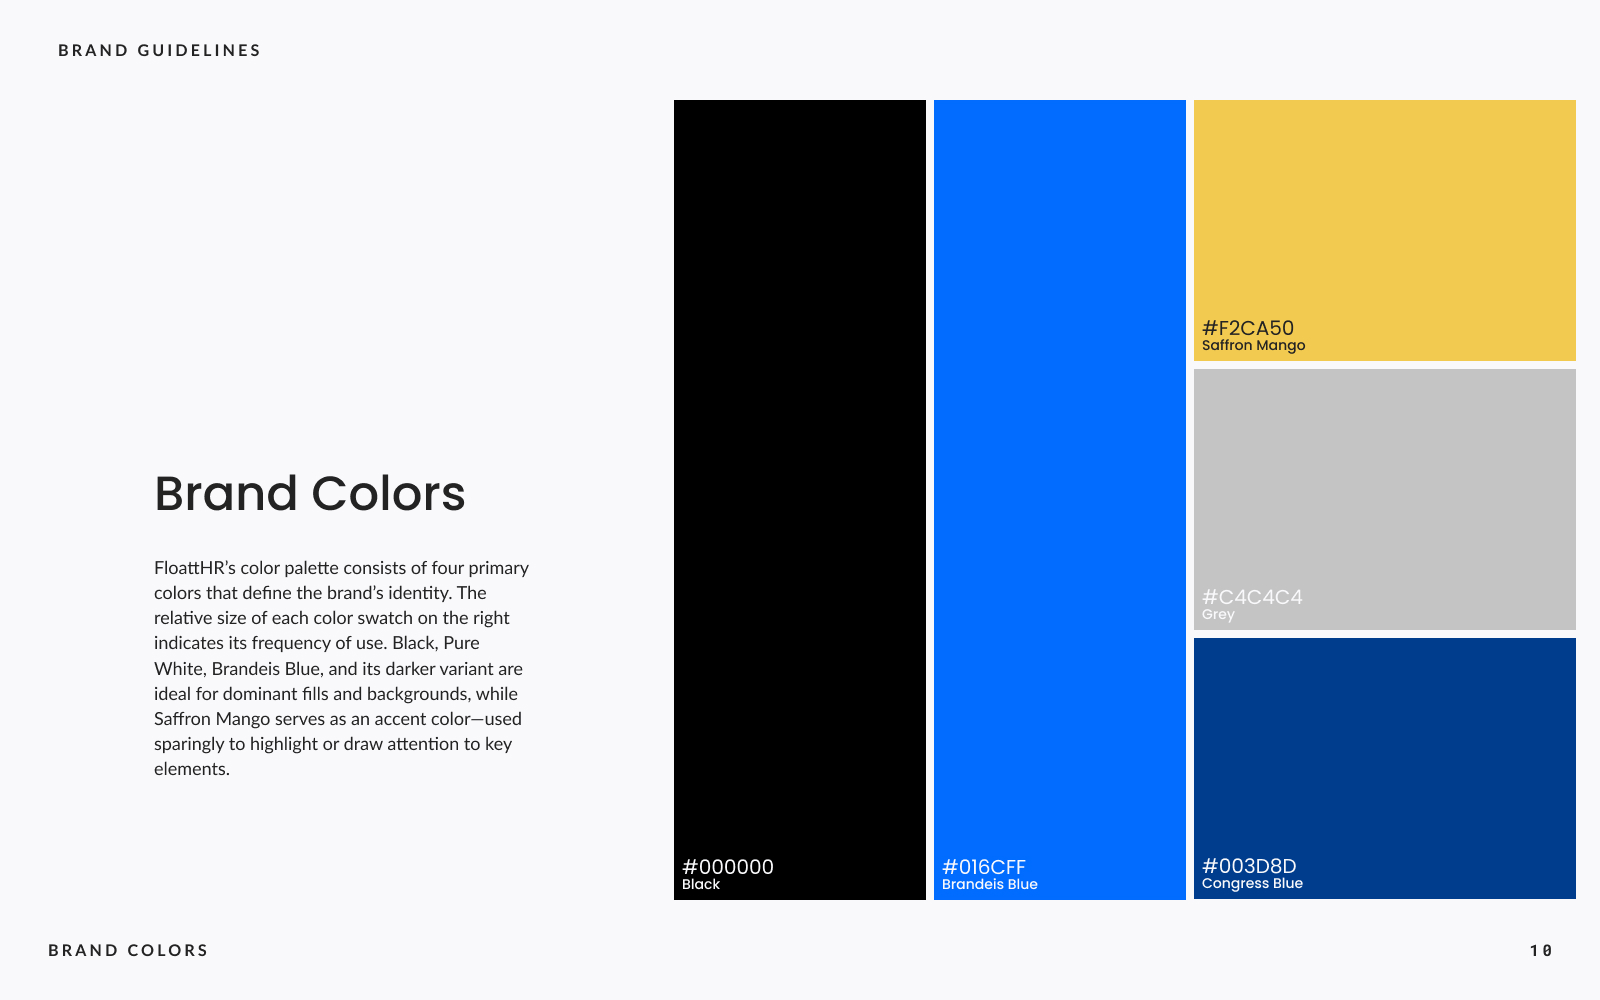 BRAND GUIDELINES
Brand Colors
FloattHR’s color palette consists of four primary
colors that define the brand’s identity. The
relative size of each color swatch on the right
indicates its frequency of use. Black, Pure
White, Brandeis Blue, and its darker variant are
ideal for dominant fills and backgrounds, while
Saffron Mango serves as an accent color—used
sparingly to highlight or draw attention to key
elements.
#000000
Black
#016CFF
Brandeis Blue
#F2CA50
Saffron Mango
#C4C4C4
Grey
#003D8D
Congress Blue
BRAND COLORS
10